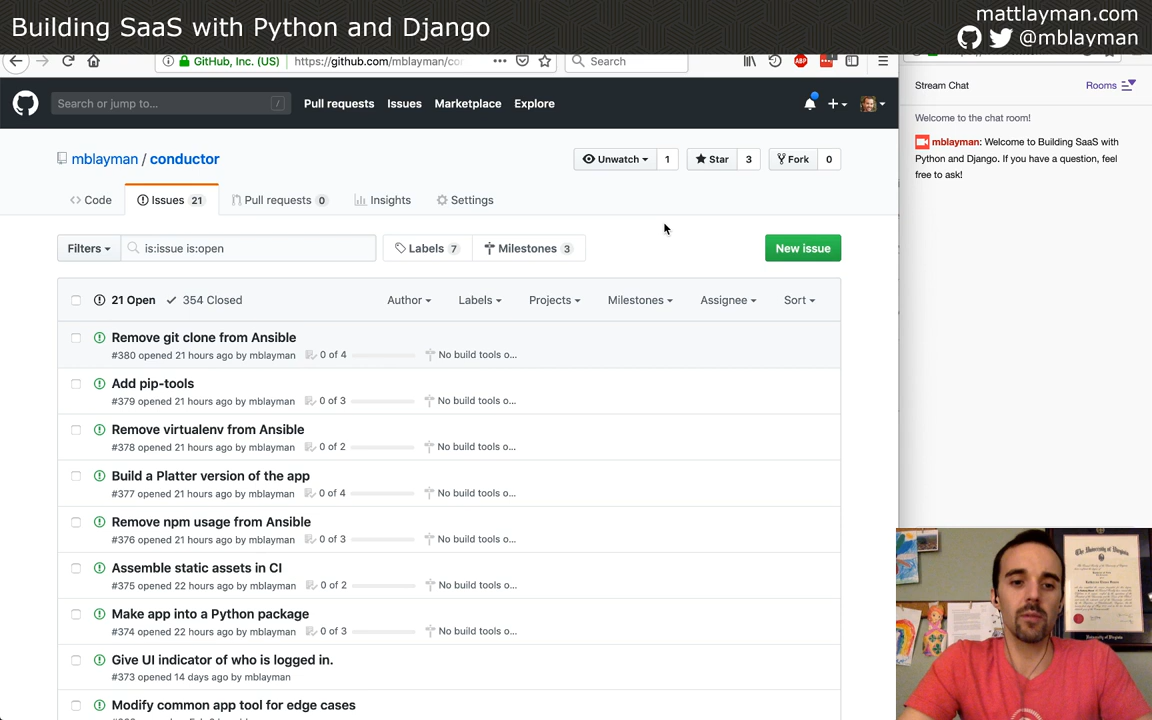 Building SaaS with Python and Django
mattlayman.com
@mblayman
GitHub, Inc. (US)
https://github.com/mblayman/co
Search
ABP
Search or jump to...
/
Pull requests
Issues
Marketplace
Explore
mblayman / conductor
Unwatch
1
Star
3
Fork
0
Code
Issues 21
Pull requests 0
Insights
Settings
Filters
is:issue is:open
Labels 7
Milestones 3
New issue
21 Open
354 Closed
Author
Labels
Projects
Milestones
Assignee
Sort
Remove git clone from Ansible
#380 opened 21 hours ago by mblayman 0 of 4 No build tools o...
Add pip-tools
#379 opened 21 hours ago by mblayman 0 of 3 No build tools o...
Remove virtualenv from Ansible
#378 opened 21 hours ago by mblayman 0 of 2 No build tools o...
Build a Platter version of the app
#377 opened 21 hours ago by mblayman 0 of 4 No build tools o...
Remove npm usage from Ansible
#376 opened 21 hours ago by mblayman 0 of 3 No build tools o...
Assemble static assets in CI
#375 opened 22 hours ago by mblayman 0 of 2 No build tools o...
Make app into a Python package
#374 opened 22 hours ago by mblayman 0 of 3 No build tools o...
Give UI indicator of who is logged in.
#373 opened 14 days ago by mblayman
Modify common app tool for edge cases
Stream Chat
Rooms
Welcome to the chat room!
mblayman: Welcome to Building SaaS with
Python and Django. If you have a question, feel
free to ask!
The University of Virginia